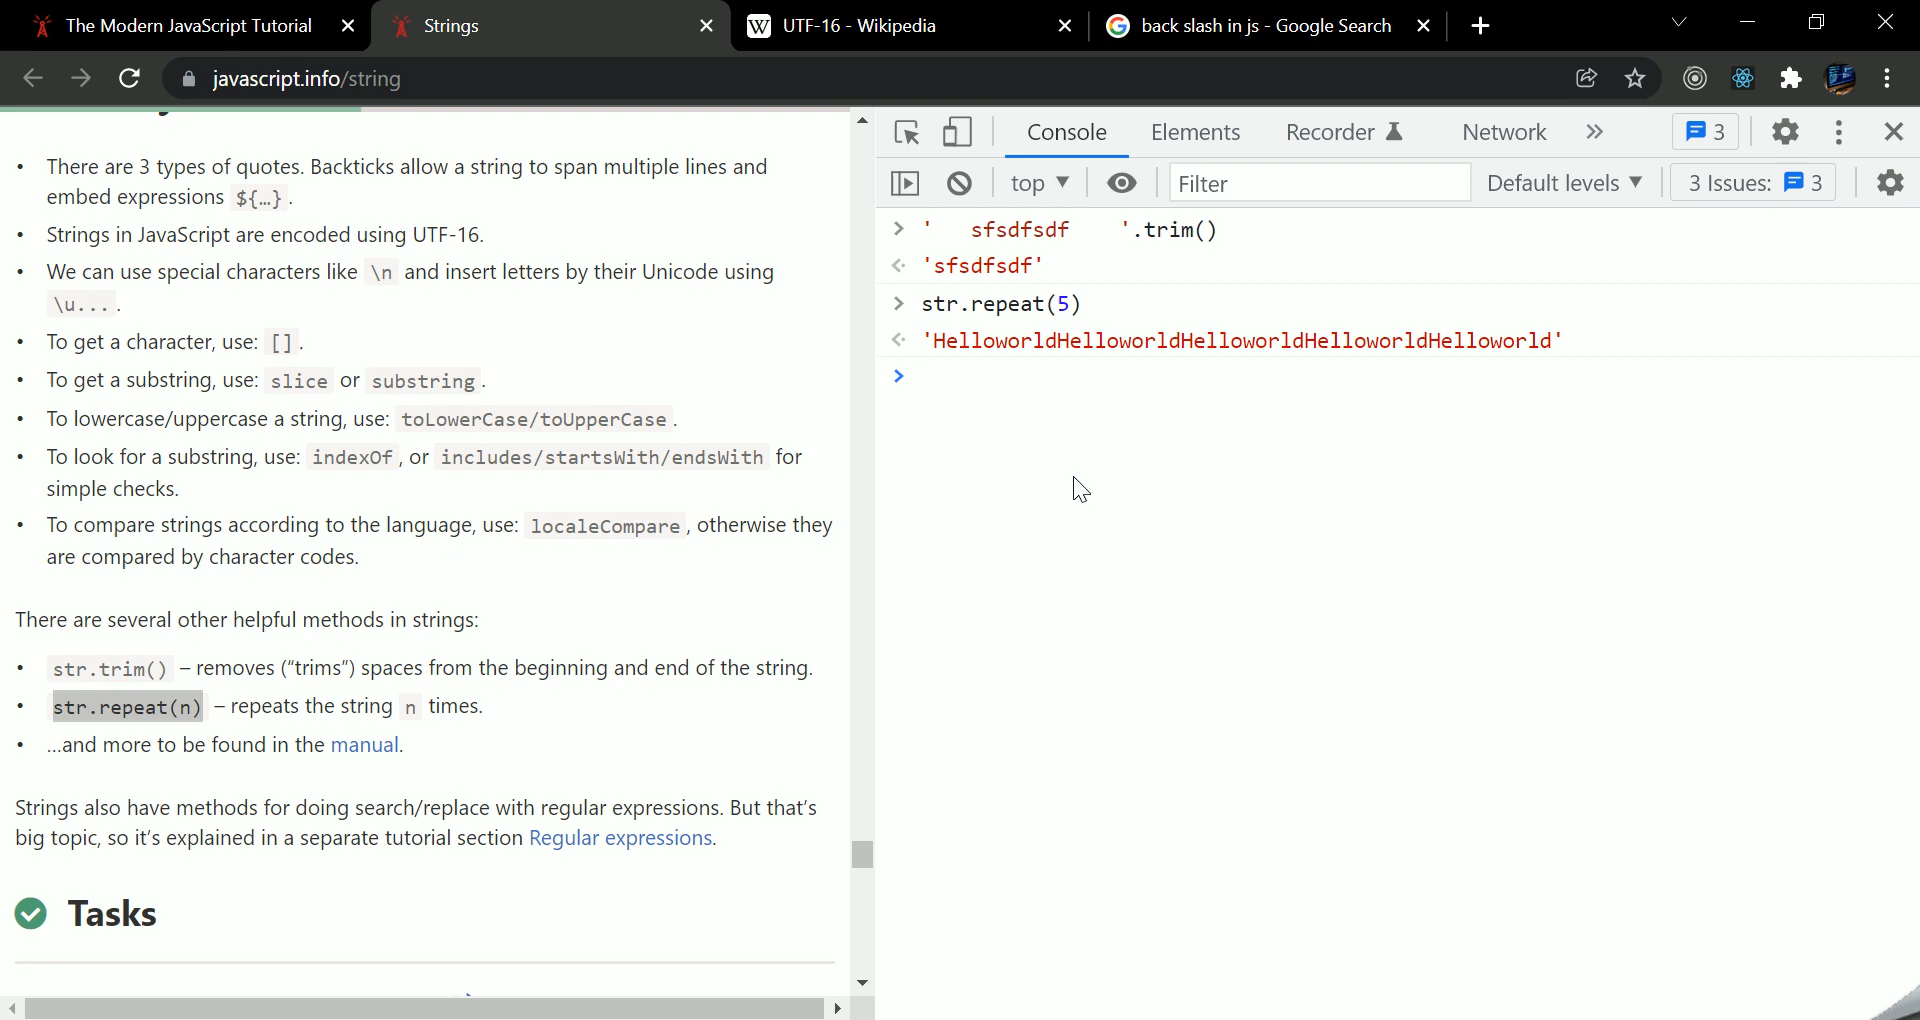 The Modern JavaScript Tutorial
Strings
UTF-16 - Wikipedia
back slash in js - Google Search
javascript.info/string
• There are 3 types of quotes. Backticks allow a string to span multiple lines and
embed expressions ${…}.
• Strings in JavaScript are encoded using UTF-16.
• We can use special characters like \n and insert letters by their Unicode using
\u....
• To get a character, use: [].
• To get a substring, use: slice or substring.
• To lowercase/uppercase a string, use: toLowerCase/toUpperCase.
• To look for a substring, use: indexOf, or includes/startsWith/endsWith for
simple checks.
• To compare strings according to the language, use: localeCompare, otherwise they
are compared by character codes.
There are several other helpful methods in strings:
• str.trim() – removes (“trims”) spaces from the beginning and end of the string.
• str.repeat(n) – repeats the string n times.
• …and more to be found in the manual.
Strings also have methods for doing search/replace with regular expressions. But that’s
big topic, so it’s explained in a separate tutorial section Regular expressions.
Tasks
Console Elements Recorder Network » 3
top Filter Default levels 3 Issues: 3
> '   sfsdfsdf    '.trim()
'sfsdfsdf'
> str.repeat(5)
'HelloworldHelloworldHelloworldHelloworldHelloworld'
>